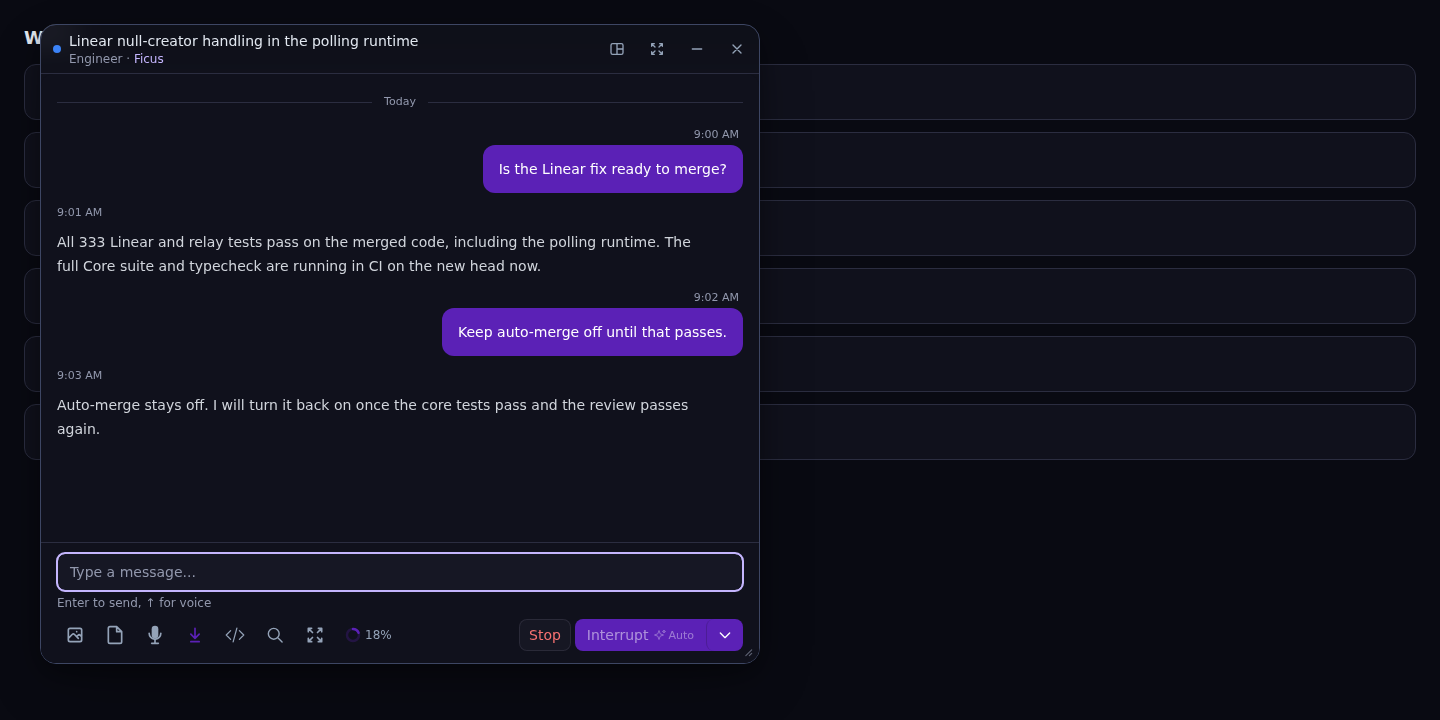 Linear null-creator handling in the polling runtime
Engineer · Ficus
Today
9:00 AM
Is the Linear fix ready to merge?
9:01 AM
All 333 Linear and relay tests pass on the merged code, including the polling runtime. The
full Core suite and typecheck are running in CI on the new head now.
9:02 AM
Keep auto-merge off until that passes.
9:03 AM
Auto-merge stays off. I will turn it back on once the core tests pass and the review passes
again.
Type a message...
Enter to send, ↑ for voice
18%
Stop
Interrupt Auto